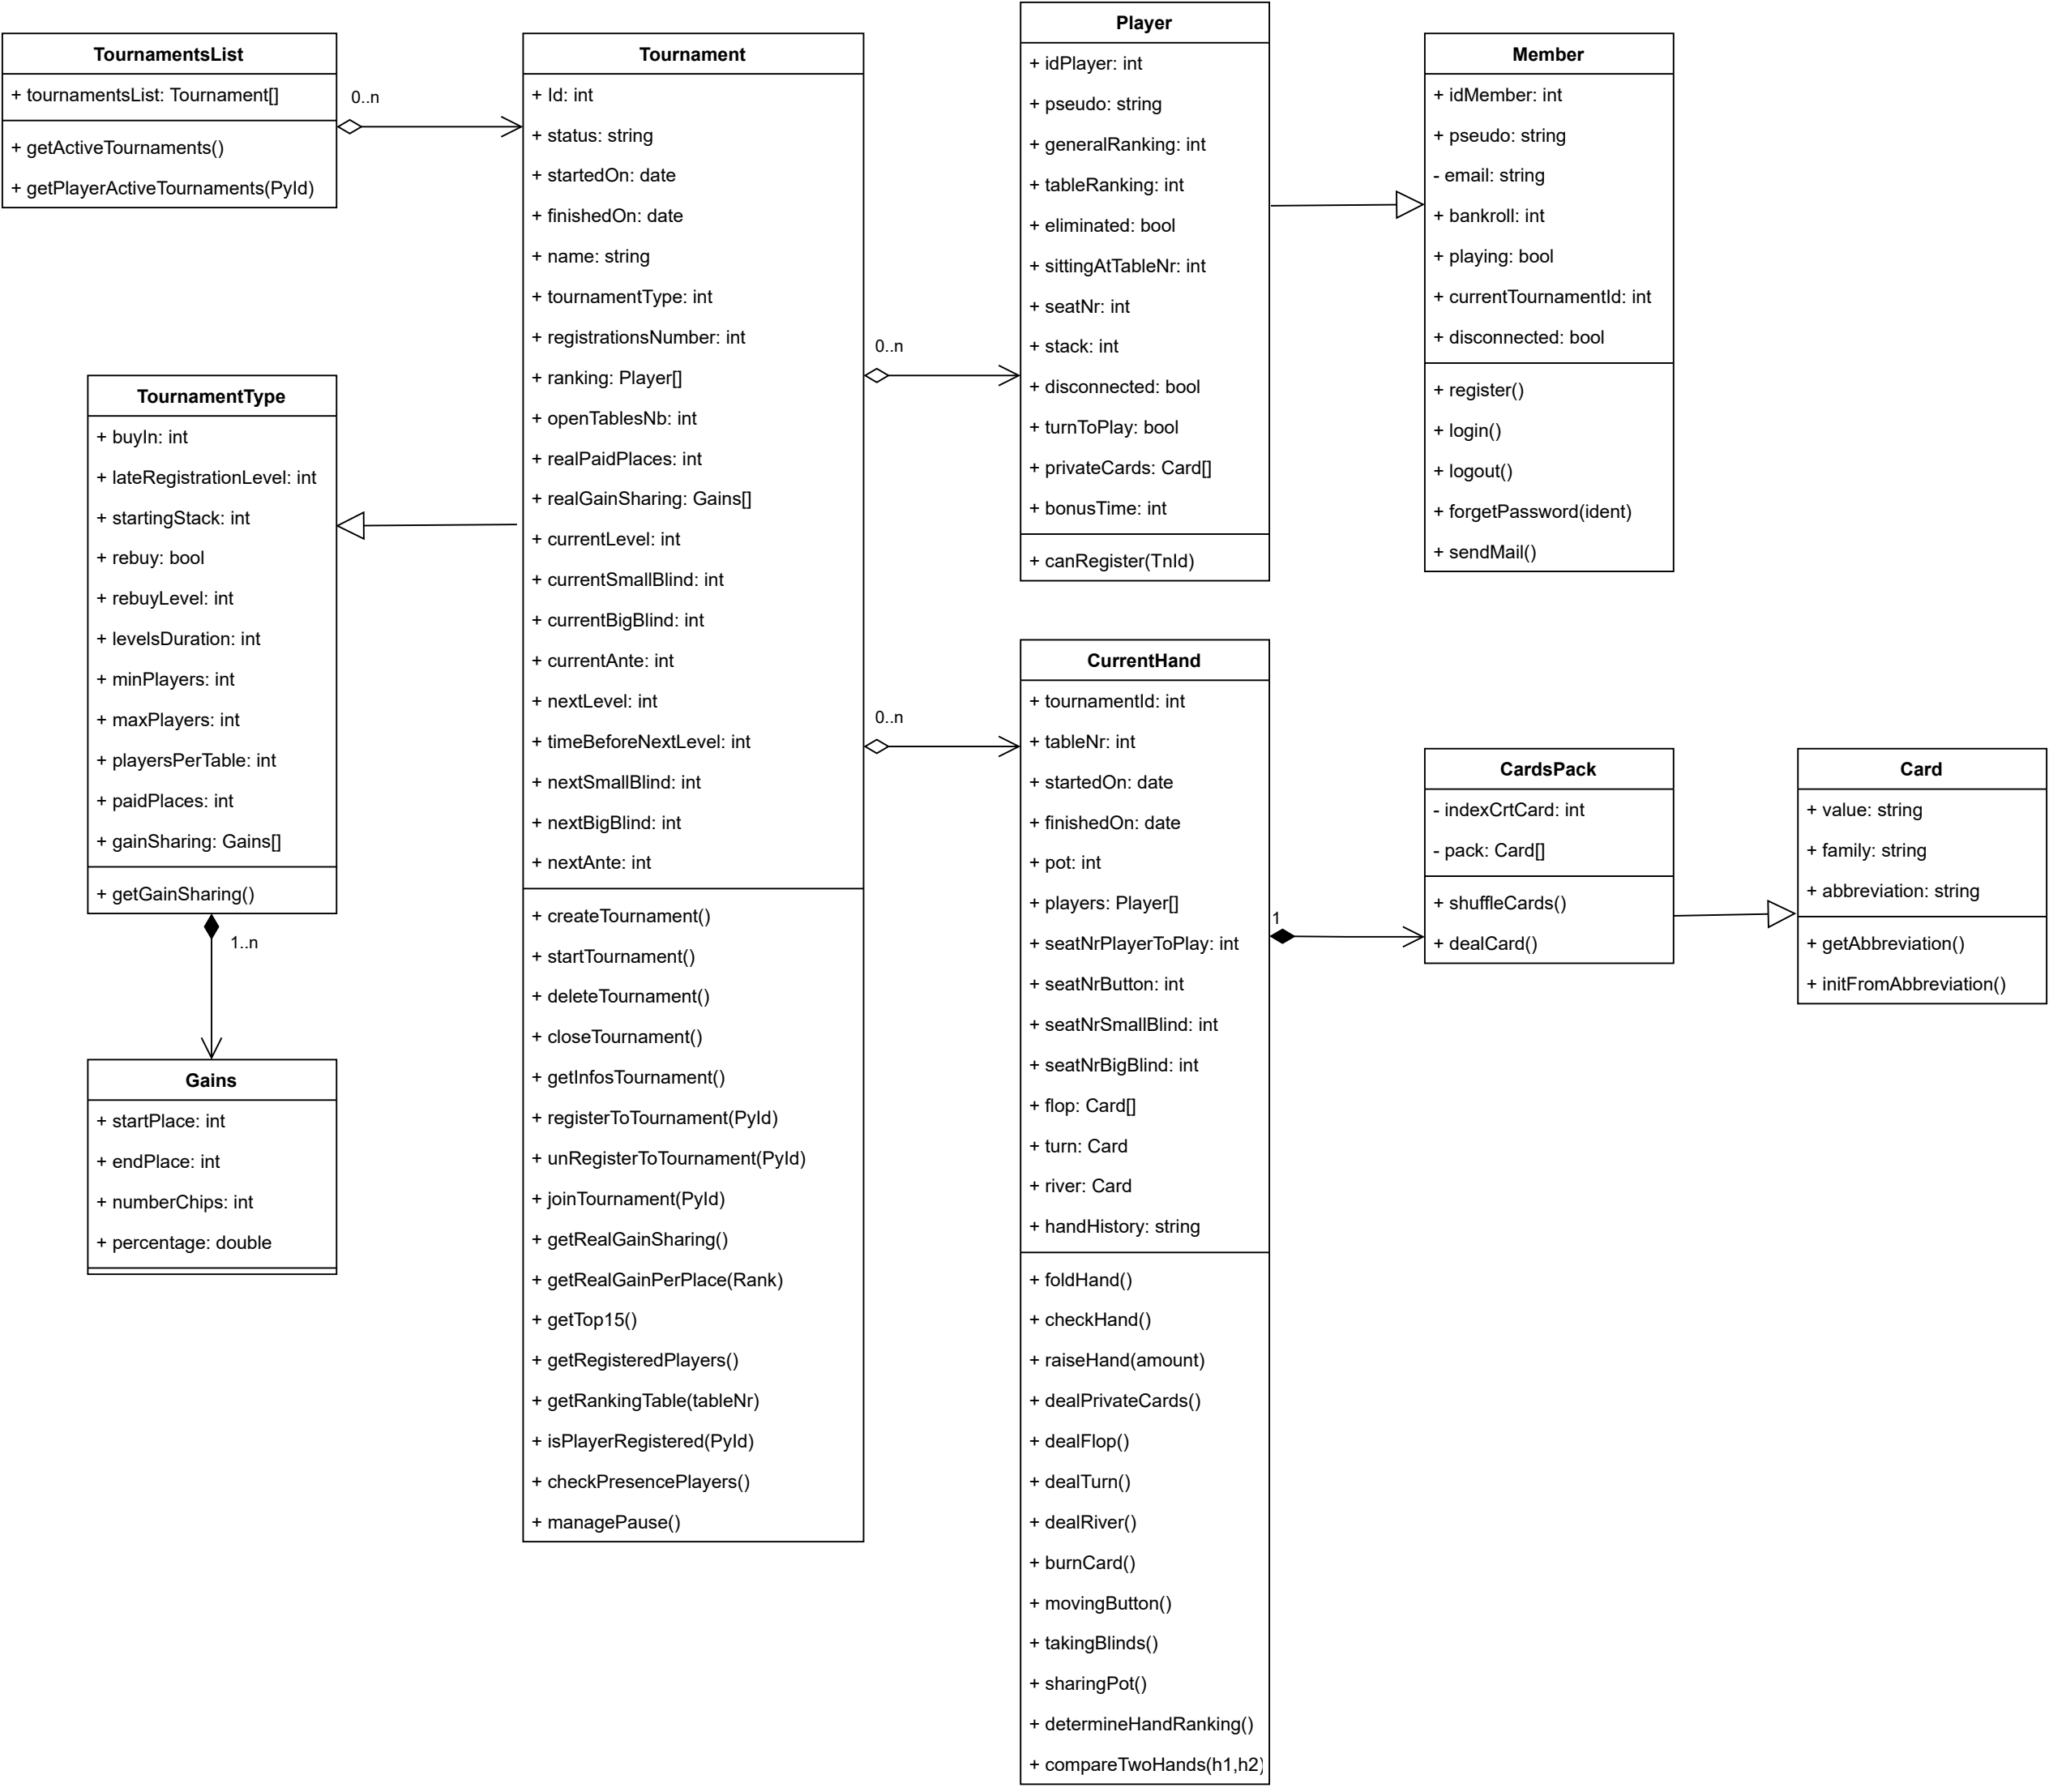 TournamentsList
+ tournamentsList: Tournament[]
+ getActiveTournaments()
+ getPlayerActiveTournaments(PyId)
0..n
Tournament
+ Id: int
+ status: string
+ startedOn: date
+ finishedOn: date
+ name: string
+ tournamentType: int
+ registrationsNumber: int
+ ranking: Player[]
+ openTablesNb: int
+ realPaidPlaces: int
+ realGainSharing: Gains[]
+ currentLevel: int
+ currentSmallBlind: int
+ currentBigBlind: int
+ currentAnte: int
+ nextLevel: int
+ timeBeforeNextLevel: int
+ nextSmallBlind: int
+ nextBigBlind: int
+ nextAnte: int
+ createTournament()
+ startTournament()
+ deleteTournament()
+ closeTournament()
+ getInfosTournament()
+ registerToTournament(PyId)
+ unRegisterToTournament(PyId)
+ joinTournament(PyId)
+ getRealGainSharing()
+ getRealGainPerPlace(Rank)
+ getTop15()
+ getRegisteredPlayers()
+ getRankingTable(tableNr)
+ isPlayerRegistered(PyId)
+ checkPresencePlayers()
+ managePause()
0..n
0..n
Player
+ idPlayer: int
+ pseudo: string
+ generalRanking: int
+ tableRanking: int
+ eliminated: bool
+ sittingAtTableNr: int
+ seatNr: int
+ stack: int
+ disconnected: bool
+ turnToPlay: bool
+ privateCards: Card[]
+ bonusTime: int
+ canRegister(TnId)
Member
+ idMember: int
+ pseudo: string
- email: string
+ bankroll: int
+ playing: bool
+ currentTournamentId: int
+ disconnected: bool
+ register()
+ login()
+ logout()
+ forgetPassword(ident)
+ sendMail()
TournamentType
+ buyIn: int
+ lateRegistrationLevel: int
+ startingStack: int
+ rebuy: bool
+ rebuyLevel: int
+ levelsDuration: int
+ minPlayers: int
+ maxPlayers: int
+ playersPerTable: int
+ paidPlaces: int
+ gainSharing: Gains[]
+ getGainSharing()
1..n
Gains
+ startPlace: int
+ endPlace: int
+ numberChips: int
+ percentage: double
CurrentHand
+ tournamentId: int
+ tableNr: int
+ startedOn: date
+ finishedOn: date
+ pot: int
+ players: Player[]
+ seatNrPlayerToPlay: int
+ seatNrButton: int
+ seatNrSmallBlind: int
+ seatNrBigBlind: int
+ flop: Card[]
+ turn: Card
+ river: Card
+ handHistory: string
+ foldHand()
+ checkHand()
+ raiseHand(amount)
+ dealPrivateCards()
+ dealFlop()
+ dealTurn()
+ dealRiver()
+ burnCard()
+ movingButton()
+ takingBlinds()
+ sharingPot()
+ determineHandRanking()
+ compareTwoHands(h1,h2)
1
CardsPack
- indexCrtCard: int
- pack: Card[]
+ shuffleCards()
+ dealCard()
Card
+ value: string
+ family: string
+ abbreviation: string
+ getAbbreviation()
+ initFromAbbreviation()